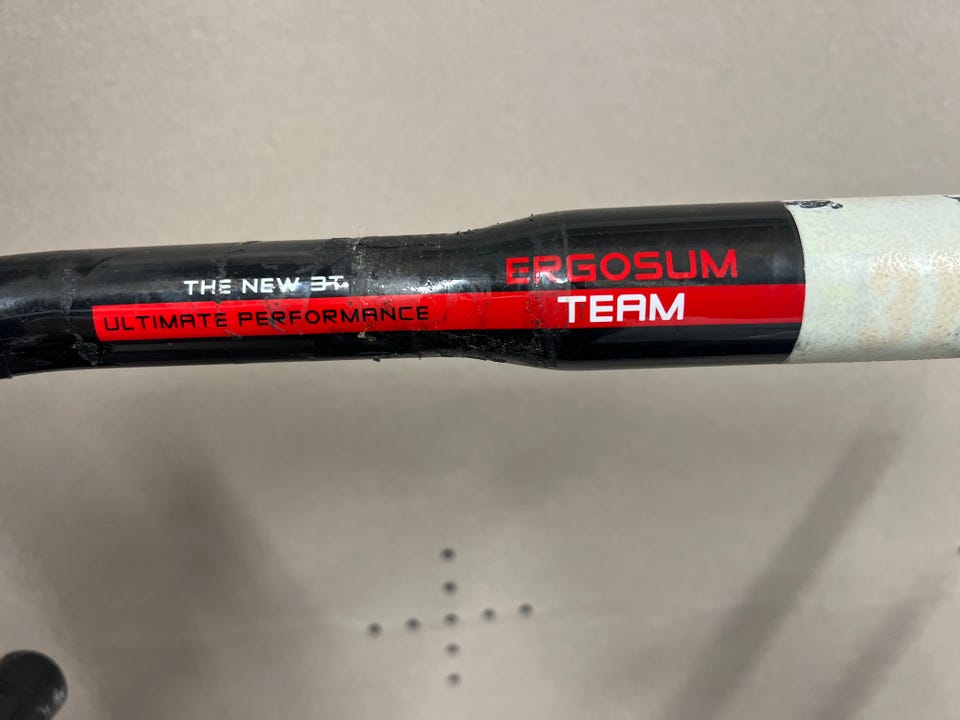 ERGOSUM
THE NEW 3T
TEAM
ULTIMATE PERFORMANCE